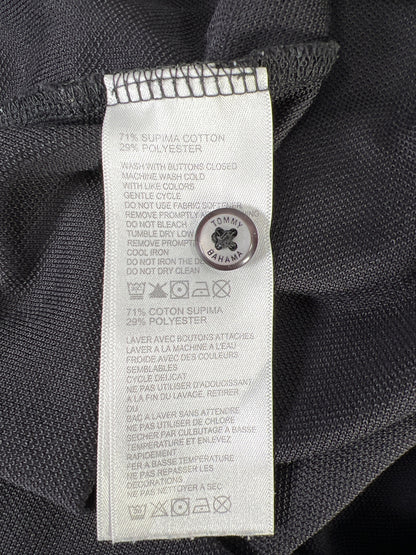 71% SUPIMA COTTON
29% POLYESTER
WASH WITH BUTTONS CLOSED
MACHINE WASH COLD
WITH LIKE COLORS
GENTLE CYCLE
DO NOT USE FABRIC SOFTENER
REMOVE PROMPTLY
DO NOT BLEACH
TUMBLE DRY LOW
REMOVE PROMPTLY
COOL IRON
DO NOT IRON THE
DO NOT DRY CLEAN
TOMMY
BAHAMA
71% COTON SUPIMA
29% POLYESTER
LAVER AVEC BOUTONS ATTACHES
LAVER A LA MACHINE A L'EAU
FROIDE AVEC DES COULEURS
SEMBLABLES
CYCLE DELICAT
NE PAS UTILISER D'ADOUCISSANT
A LA FIN DU LAVAGE, RETIRER
DU
BAC A LAVER SANS ATTENDRE
NE PAS UTILISER DE CHLORE
SECHER PAR CULBUTAGE A BASSE
TEMPERATURE ET ENLEVEZ
RAPIDEMENT
FER A BASSE TEMPERATURE
NE PAS REPASSER LES
DECORATIONS
NE PAS NETTOYER A SEC